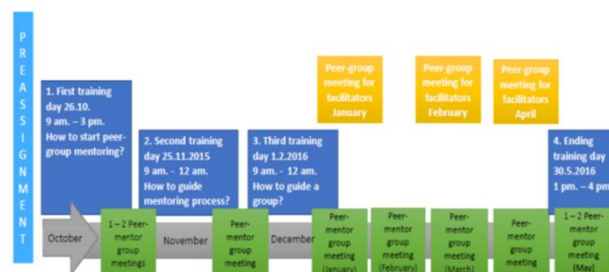 PREASSIGNMENT
Peer-group
meeting for
facilitators
January
Peer-group
meeting for
facilitators
February
Peer-group
meeting for
facilitators
April
1. First training
day 26.10.
9 am. – 3 pm.
How to start peer-
group mentoring?
2. Second training
day 25.11.2015
9 am. - 12 am.
How to guide
mentoring process?
3. Third training
day 1.2.2016
9 am. - 12 am.
How to guide a
group?
4. Ending
training day
30.5.2016
1 pm. – 4 pm
October
1 – 2 Peer-
mentor
group
meetings
November
Peer-
mentor
group
meeting
December
Peer-
mentor
group
meeting
(January)
Peer-
mentor
group
meeting
(February)
Peer-
mentor
group
meeting
(March)
Peer-
mentor
group
meeting
1 – 2 Peer-
mentor
group
meeting
(May)